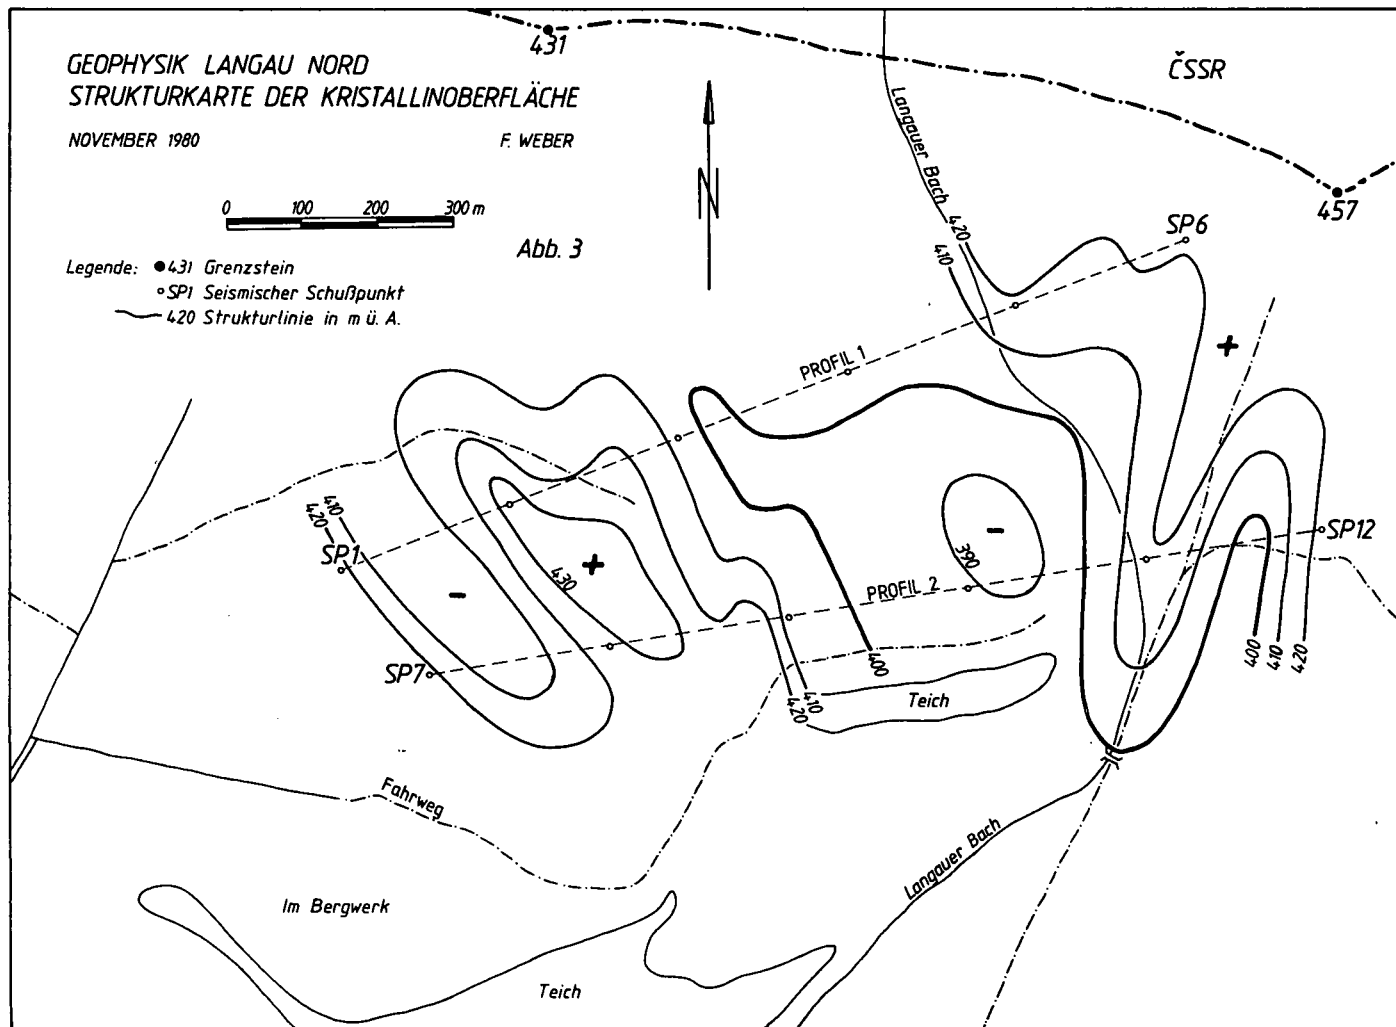 GEOPHYSIK LANGAU NORD
STRUKTURKARTE DER KRISTALLINOBERFLÄCHE
NOVEMBER 1980 F. WEBER
0 100 200 300 m
Abb. 3
Legende: 431 Grenzstein
SP1 Seismischer Schußpunkt
420 Strukturlinie in m ü. A.
431
ČSSR
457
N
Langauer Bach
420
410
SP6
+
PROFIL 1
410
420
SP1
-
430
+
SP7
390
-
PROFIL 2
SP12
400
410
420
400
410
420
Teich
Fahrweg
Langauer Bach
Im Bergwerk
Teich